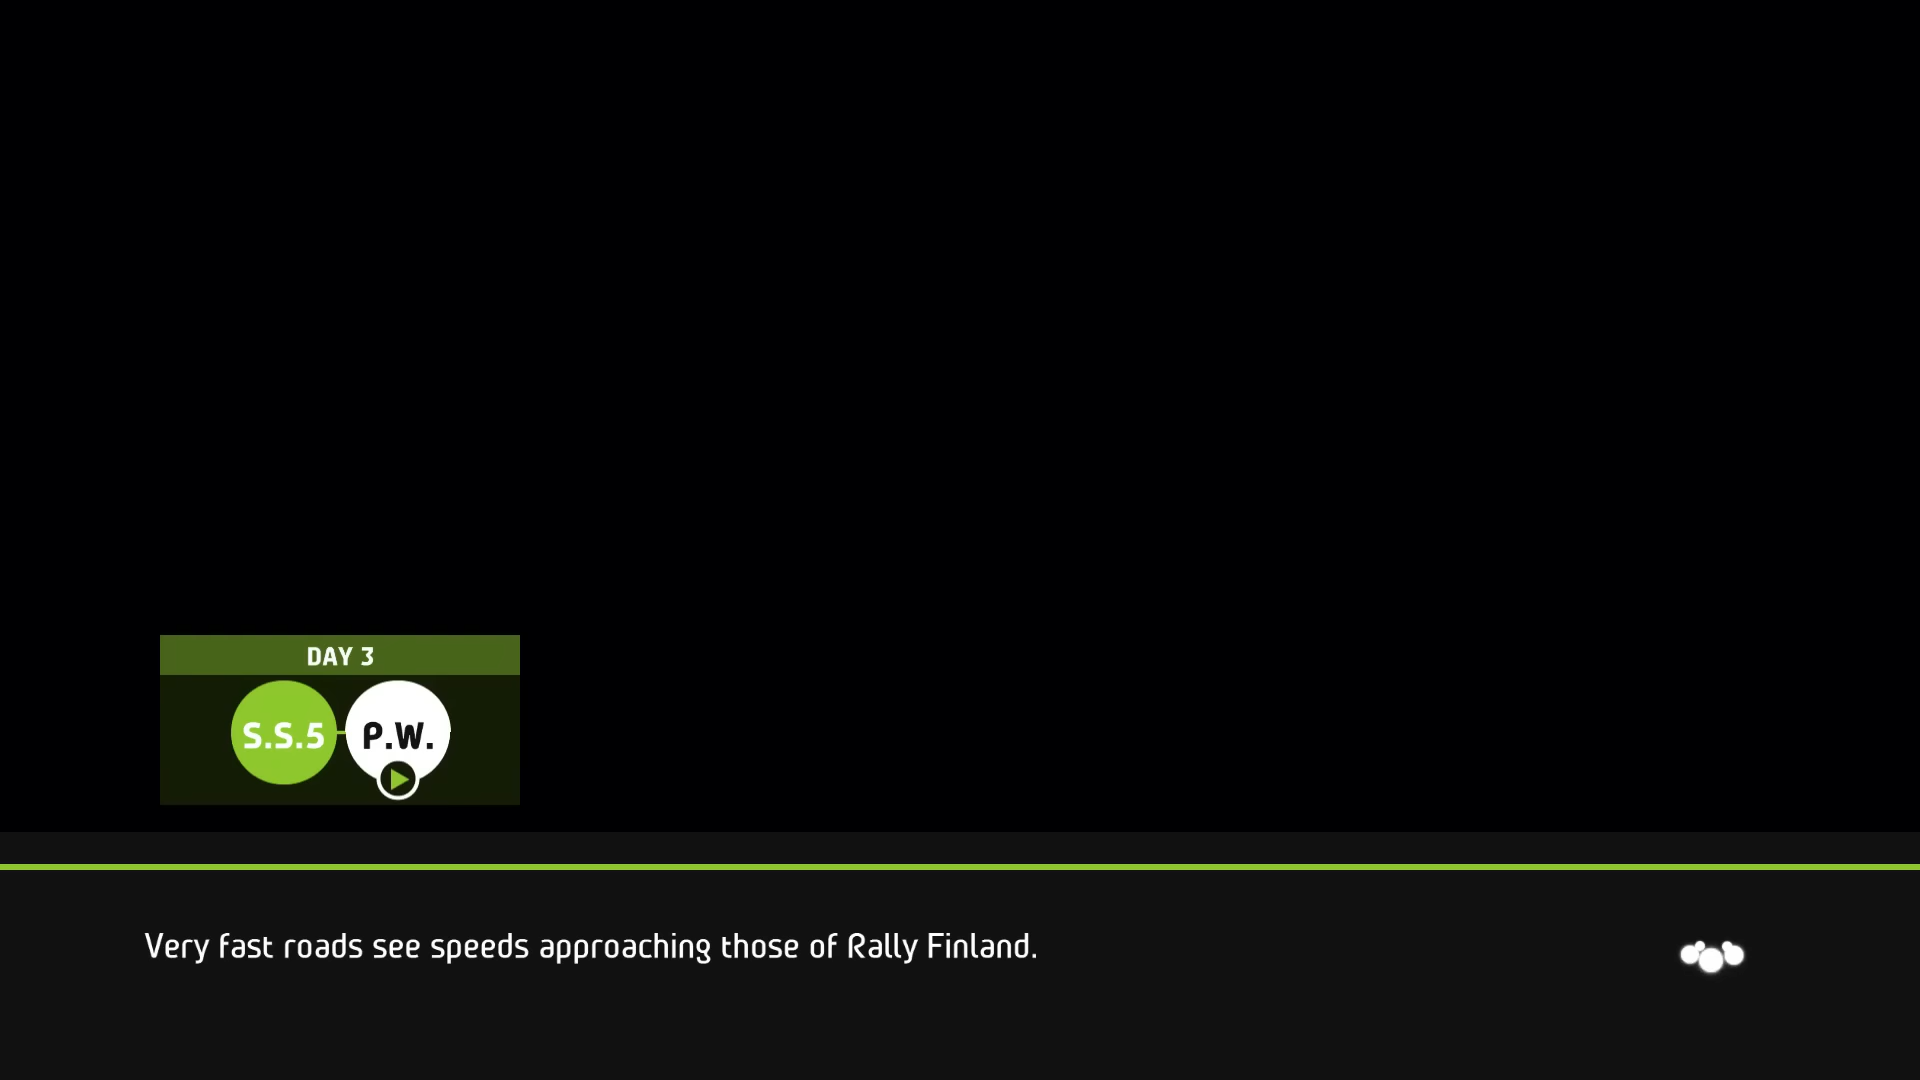 DAY 3
S.S.5
P.W.
Very fast roads see speeds approaching those of Rally Finland.